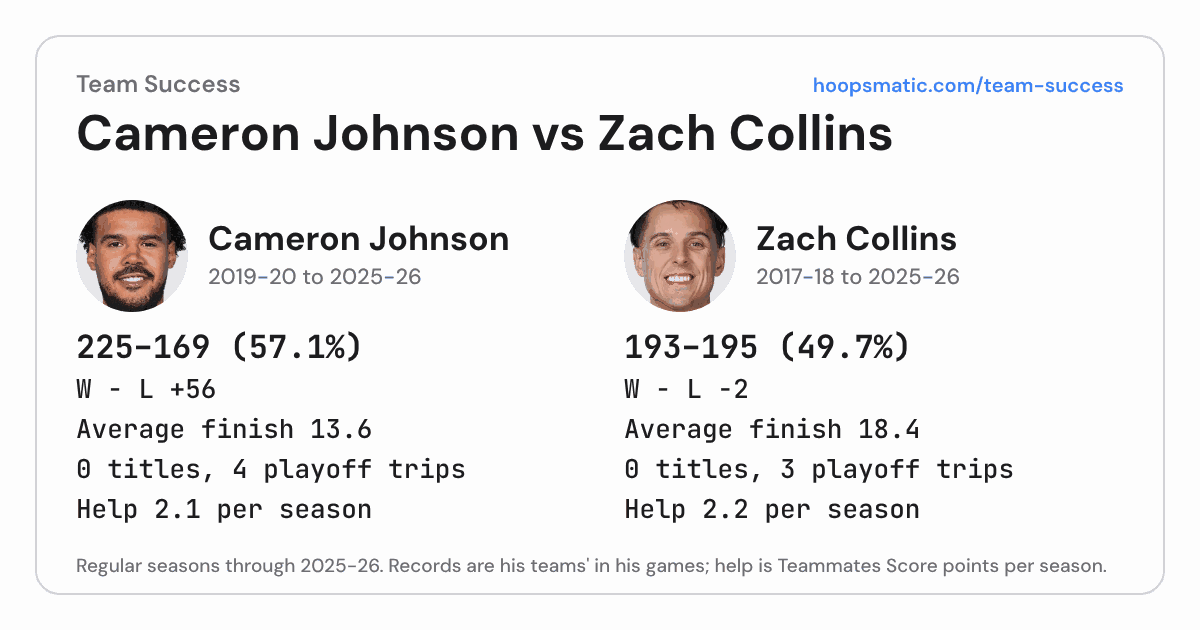 Team Success
hoopsmatic.com/team-success
Cameron Johnson vs Zach Collins
Cameron Johnson
2019-20 to 2025-26
225-169 (57.1%)
W - L +56
Average finish 13.6
0 titles, 4 playoff trips
Help 2.1 per season
Zach Collins
2017-18 to 2025-26
193-195 (49.7%)
W - L -2
Average finish 18.4
0 titles, 3 playoff trips
Help 2.2 per season
Regular seasons through 2025-26. Records are his teams' in his games; help is Teammates Score points per season.